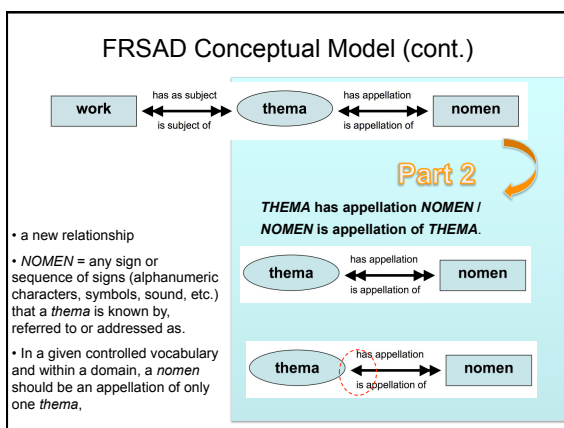 FRSAD Conceptual Model (cont.)
has as subject
has appellation
work
thema
nomen
is subject of
is appellation of
Part 2
THEMA has appellation NOMEN /
NOMEN is appellation of THEMA.
• a new relationship
• NOMEN = any sign or
sequence of signs (alphanumeric
characters, symbols, sound, etc.)
that a thema is known by,
referred to or addressed as.
• In a given controlled vocabulary
and within a domain, a nomen
should be an appellation of only
one thema,
has appellation
thema
nomen
is appellation of
has appellation
thema
nomen
is appellation of